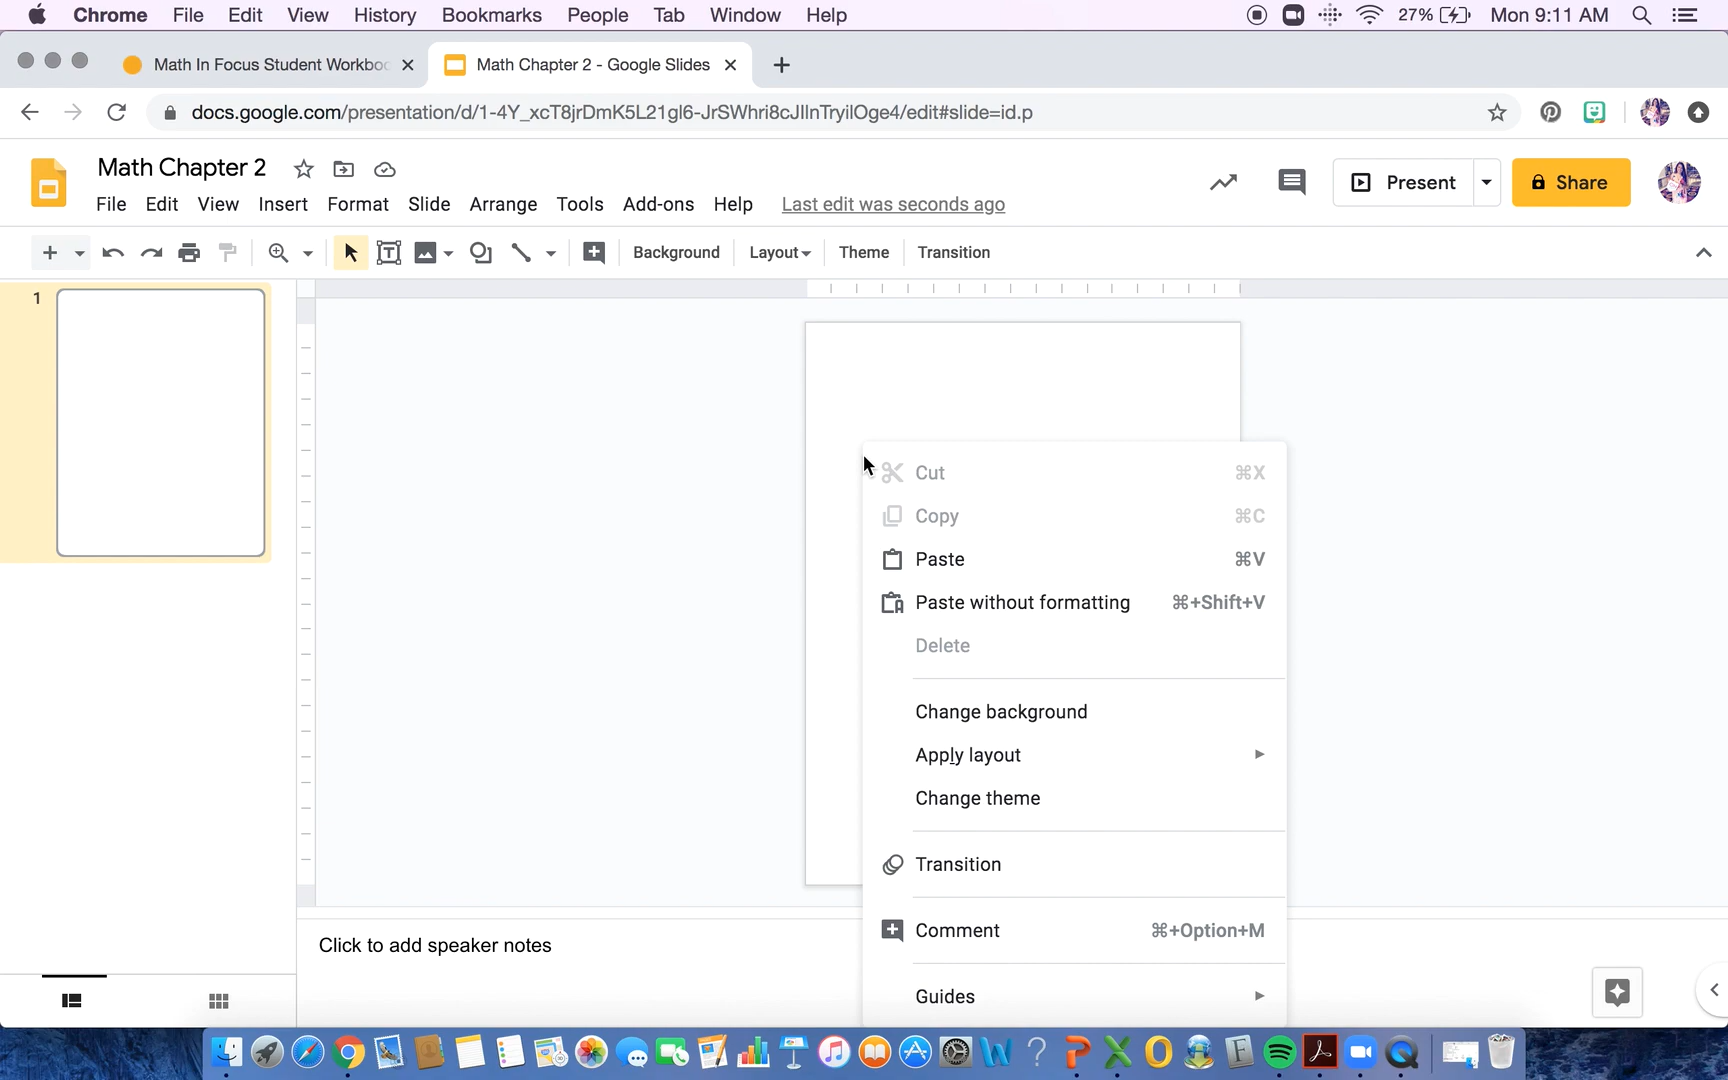 Chrome File Edit View History Bookmarks People Tab Window Help 27% Mon 9:11 AM
Math In Focus Student Workboo Math Chapter 2 - Google Slides
docs.google.com/presentation/d/1-4Y_xcT8jrDmK5L21gl6-JrSWhri8cJIlnTryilOge4/edit#slide=id.p
Math Chapter 2
Present Share
File Edit View Insert Format Slide Arrange Tools Add-ons Help Last edit was seconds ago
Background Layout Theme Transition
1
Cut ⌘X
Copy ⌘C
Paste ⌘V
Paste without formatting ⌘+Shift+V
Delete
Change background
Apply layout
Change theme
Transition
Comment ⌘+Option+M
Guides
Click to add speaker notes